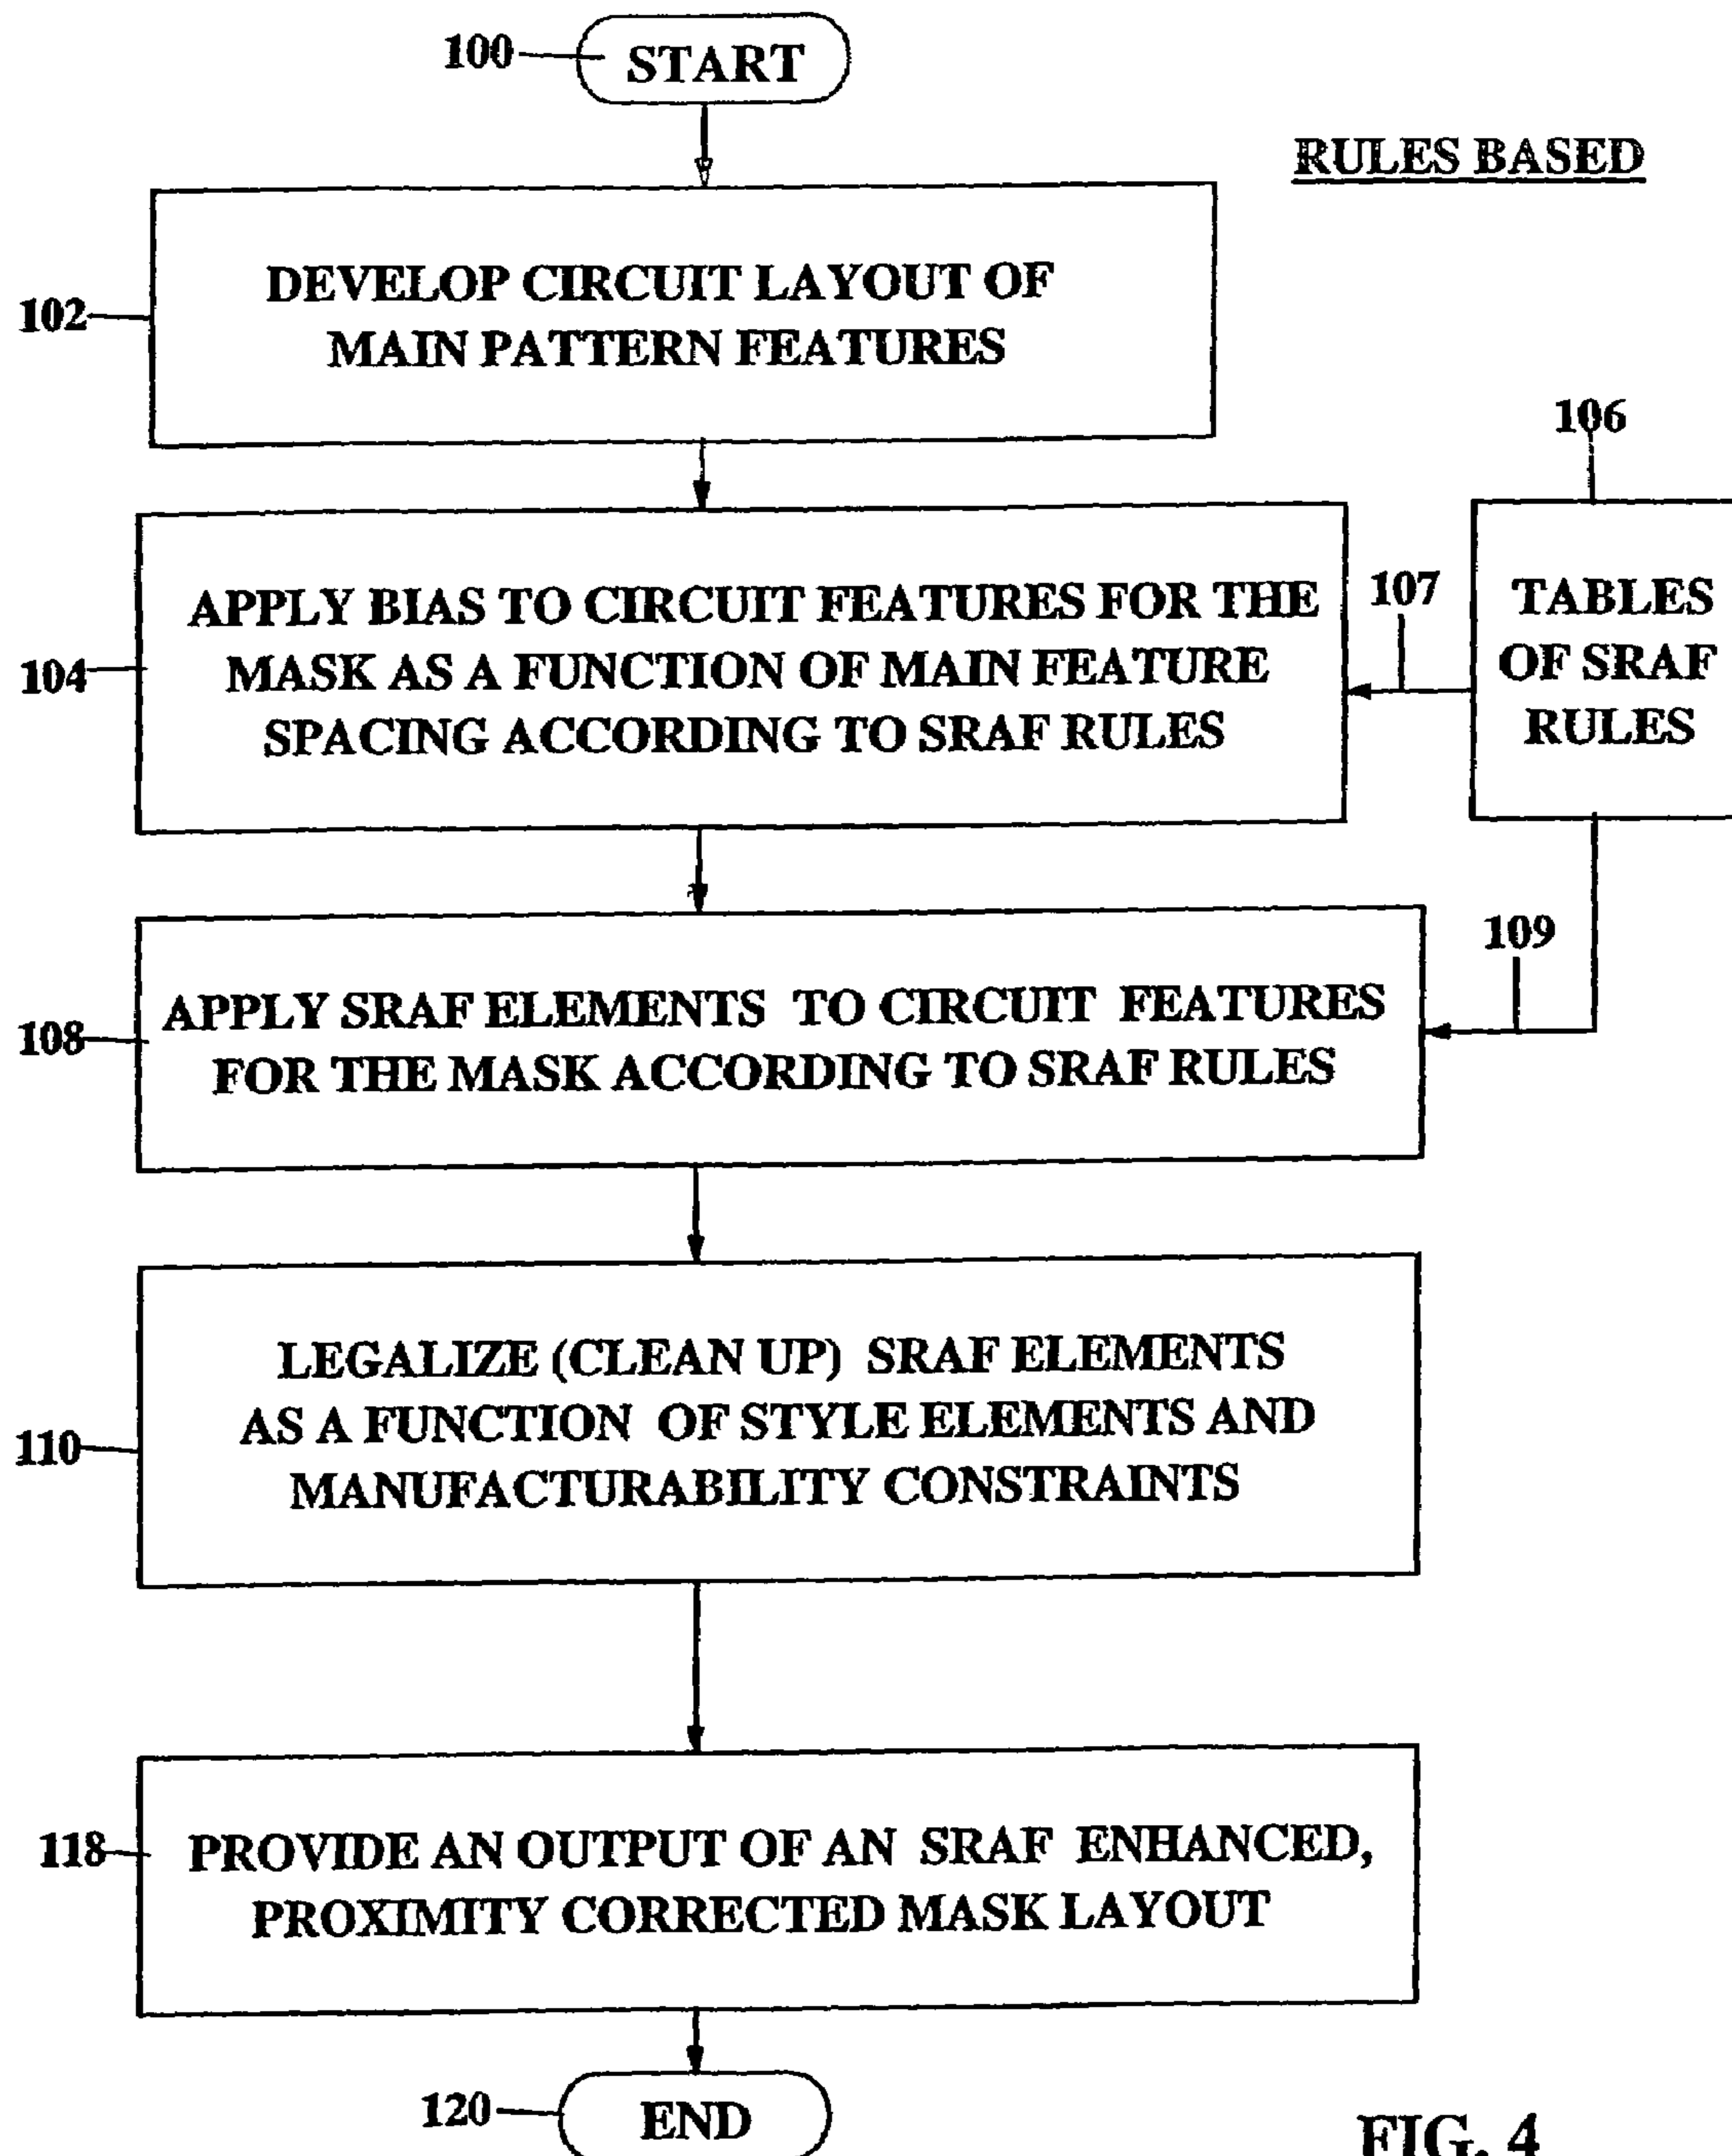 100
START
RULES BASED
102
DEVELOP CIRCUIT LAYOUT OF
MAIN PATTERN FEATURES
106
104
APPLY BIAS TO CIRCUIT FEATURES FOR THE
MASK AS A FUNCTION OF MAIN FEATURE
SPACING ACCORDING TO SRAF RULES
107
TABLES
OF SRAF
RULES
109
108
APPLY SRAF ELEMENTS TO CIRCUIT FEATURES
FOR THE MASK ACCORDING TO SRAF RULES
110
LEGALIZE (CLEAN UP) SRAF ELEMENTS
AS A FUNCTION OF STYLE ELEMENTS AND
MANUFACTURABILITY CONSTRAINTS
118
PROVIDE AN OUTPUT OF AN SRAF ENHANCED,
PROXIMITY CORRECTED MASK LAYOUT
120
END
FIG. 4